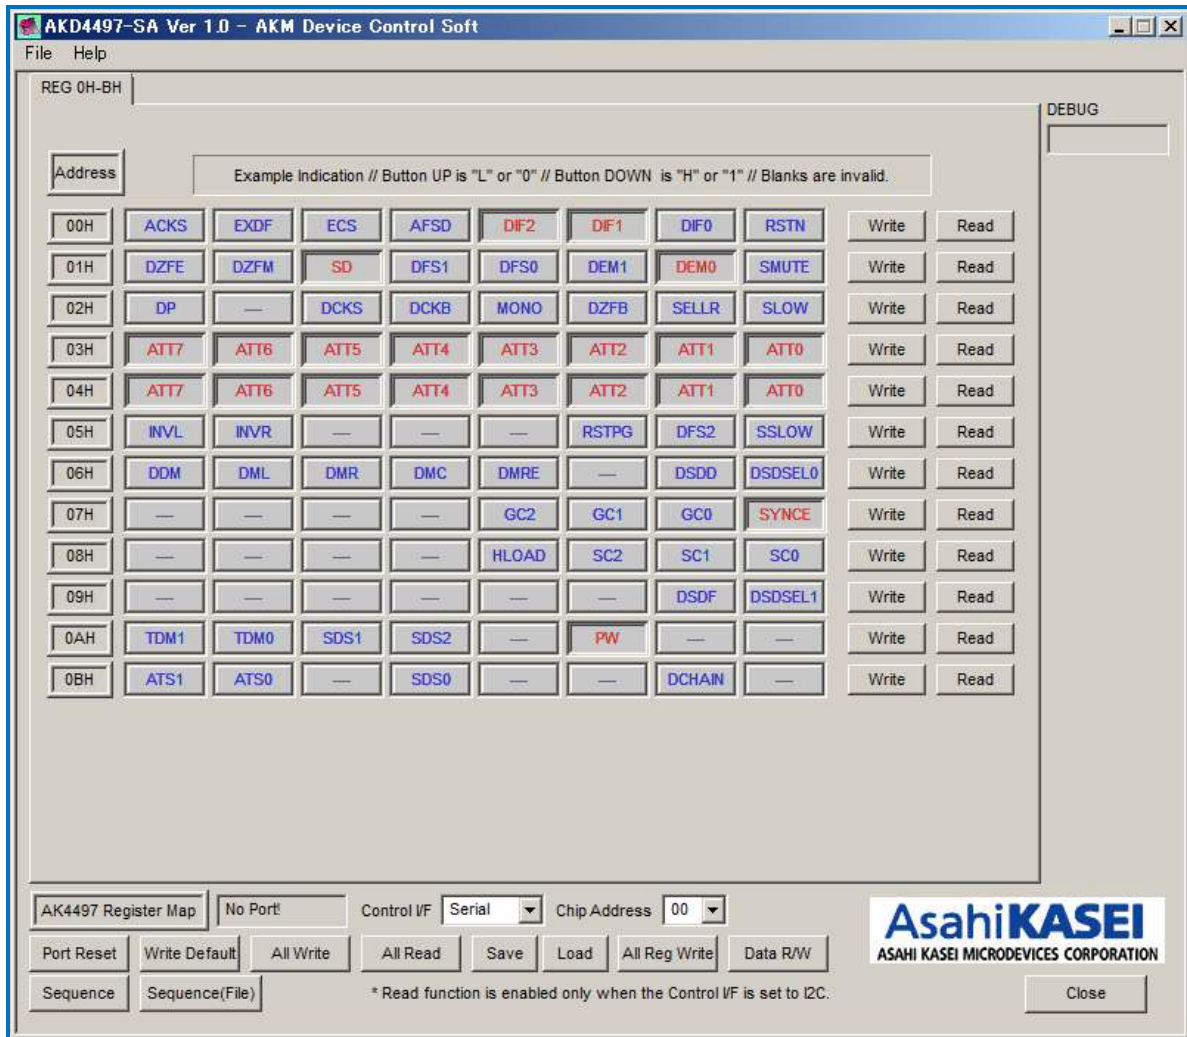 AKD4497-SA Ver 1.0 - AKM Device Control Soft
File Help
REG 0H-BH
DEBUG
Address
Example Indication // Button UP is "L" or "0" // Button DOWN is "H" or "1" // Blanks are invalid.
00H ACKS EXDF ECS AFSD DIF2 DIF1 DIF0 RSTN Write Read
01H DZFE DZFM SD DFS1 DFS0 DEM1 DEM0 SMUTE Write Read
02H DP — DCKS DCKB MONO DZFB SELLR SLOW Write Read
03H ATT7 ATT6 ATT5 ATT4 ATT3 ATT2 ATT1 ATT0 Write Read
04H ATT7 ATT6 ATT5 ATT4 ATT3 ATT2 ATT1 ATT0 Write Read
05H INVL INVR — — — RSTPG DFS2 SSLOW Write Read
06H DDM DML DMR DMC DMRE — DSDD DSDSEL0 Write Read
07H — — — — GC2 GC1 GC0 SYNCE Write Read
08H — — — — HLOAD SC2 SC1 SC0 Write Read
09H — — — — — — DSDF DSDSEL1 Write Read
0AH TDM1 TDM0 SDS1 SDS2 — PW — — Write Read
0BH ATS1 ATS0 — SDS0 — — DCHAIN — Write Read
AK4497 Register Map No Port! Control I/F Serial Chip Address 00
AsahiKASEI
Port Reset Write Default All Write All Read Save Load All Reg Write Data R/W
ASAHI KASEI MICRODEVICES CORPORATION
Sequence Sequence(File) * Read function is enabled only when the Control I/F is set to I2C. Close